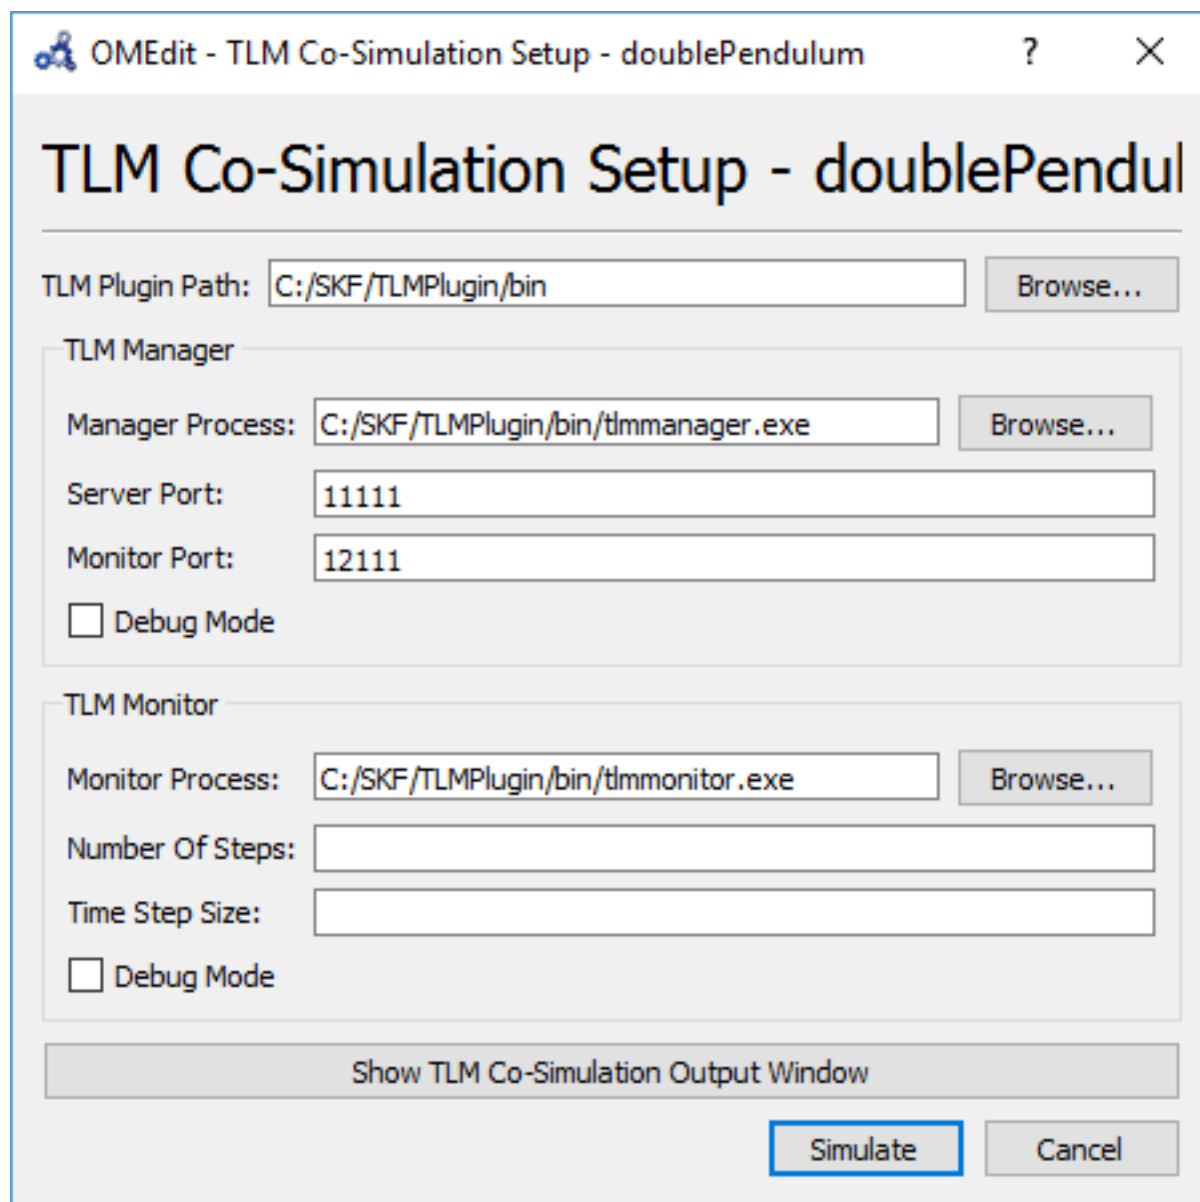 OMEdit - TLM Co-Simulation Setup - doublePendulum ?
TLM Co-Simulation Setup - doublePendul
TLM Plugin Path: C:/SKF/TLMPlugin/bin Browse...
TLM Manager
Manager Process: C:/SKF/TLMPlugin/bin/tlmmanager.exe Browse...
Server Port: 11111
Monitor Port: 12111
Debug Mode
TLM Monitor
Monitor Process: C:/SKF/TLMPlugin/bin/tlmmonitor.exe Browse...
Number Of Steps:
Time Step Size:
Debug Mode
Show TLM Co-Simulation Output Window
Simulate Cancel